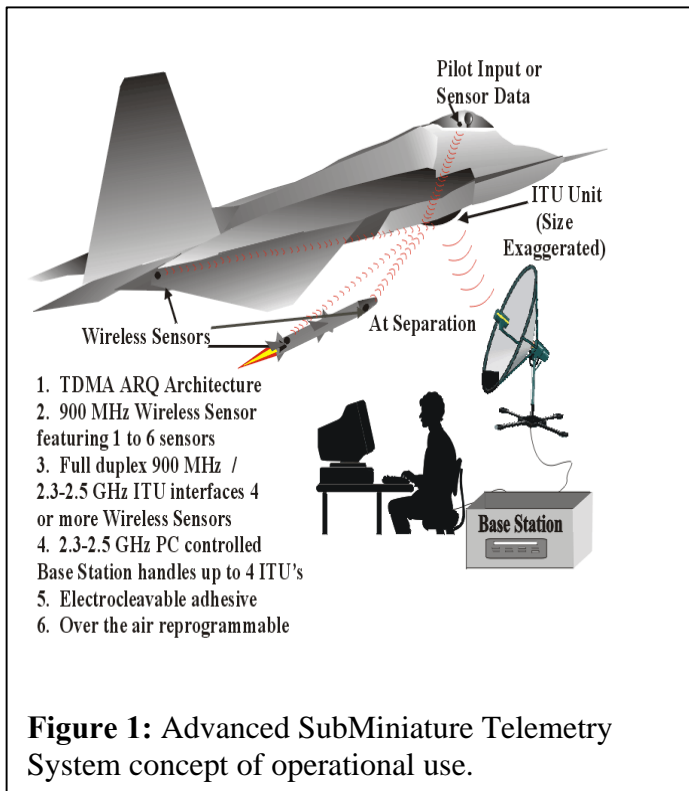 Pilot Input or
Sensor Data
ITU Unit
(Size
Exaggerated)
Wireless Sensors
At Separation
1. TDMA ARQ Architecture
2. 900 MHz Wireless Sensor
featuring 1 to 6 sensors
3. Full duplex 900 MHz /
2.3-2.5 GHz ITU interfaces 4
or more Wireless Sensors
4. 2.3-2.5 GHz PC controlled
Base Station handles up to 4 ITU's
5. Electrocleavable adhesive
6. Over the air reprogrammable
Base Station
Figure 1: Advanced SubMiniature Telemetry
System concept of operational use.